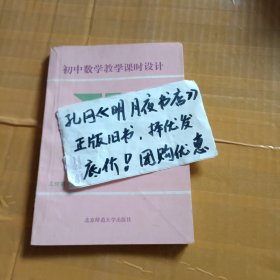 初中数学教学课时设计
孔网《明月夜书店》
正版旧书，择优发
底价！团购优惠
北京师范大学出版社